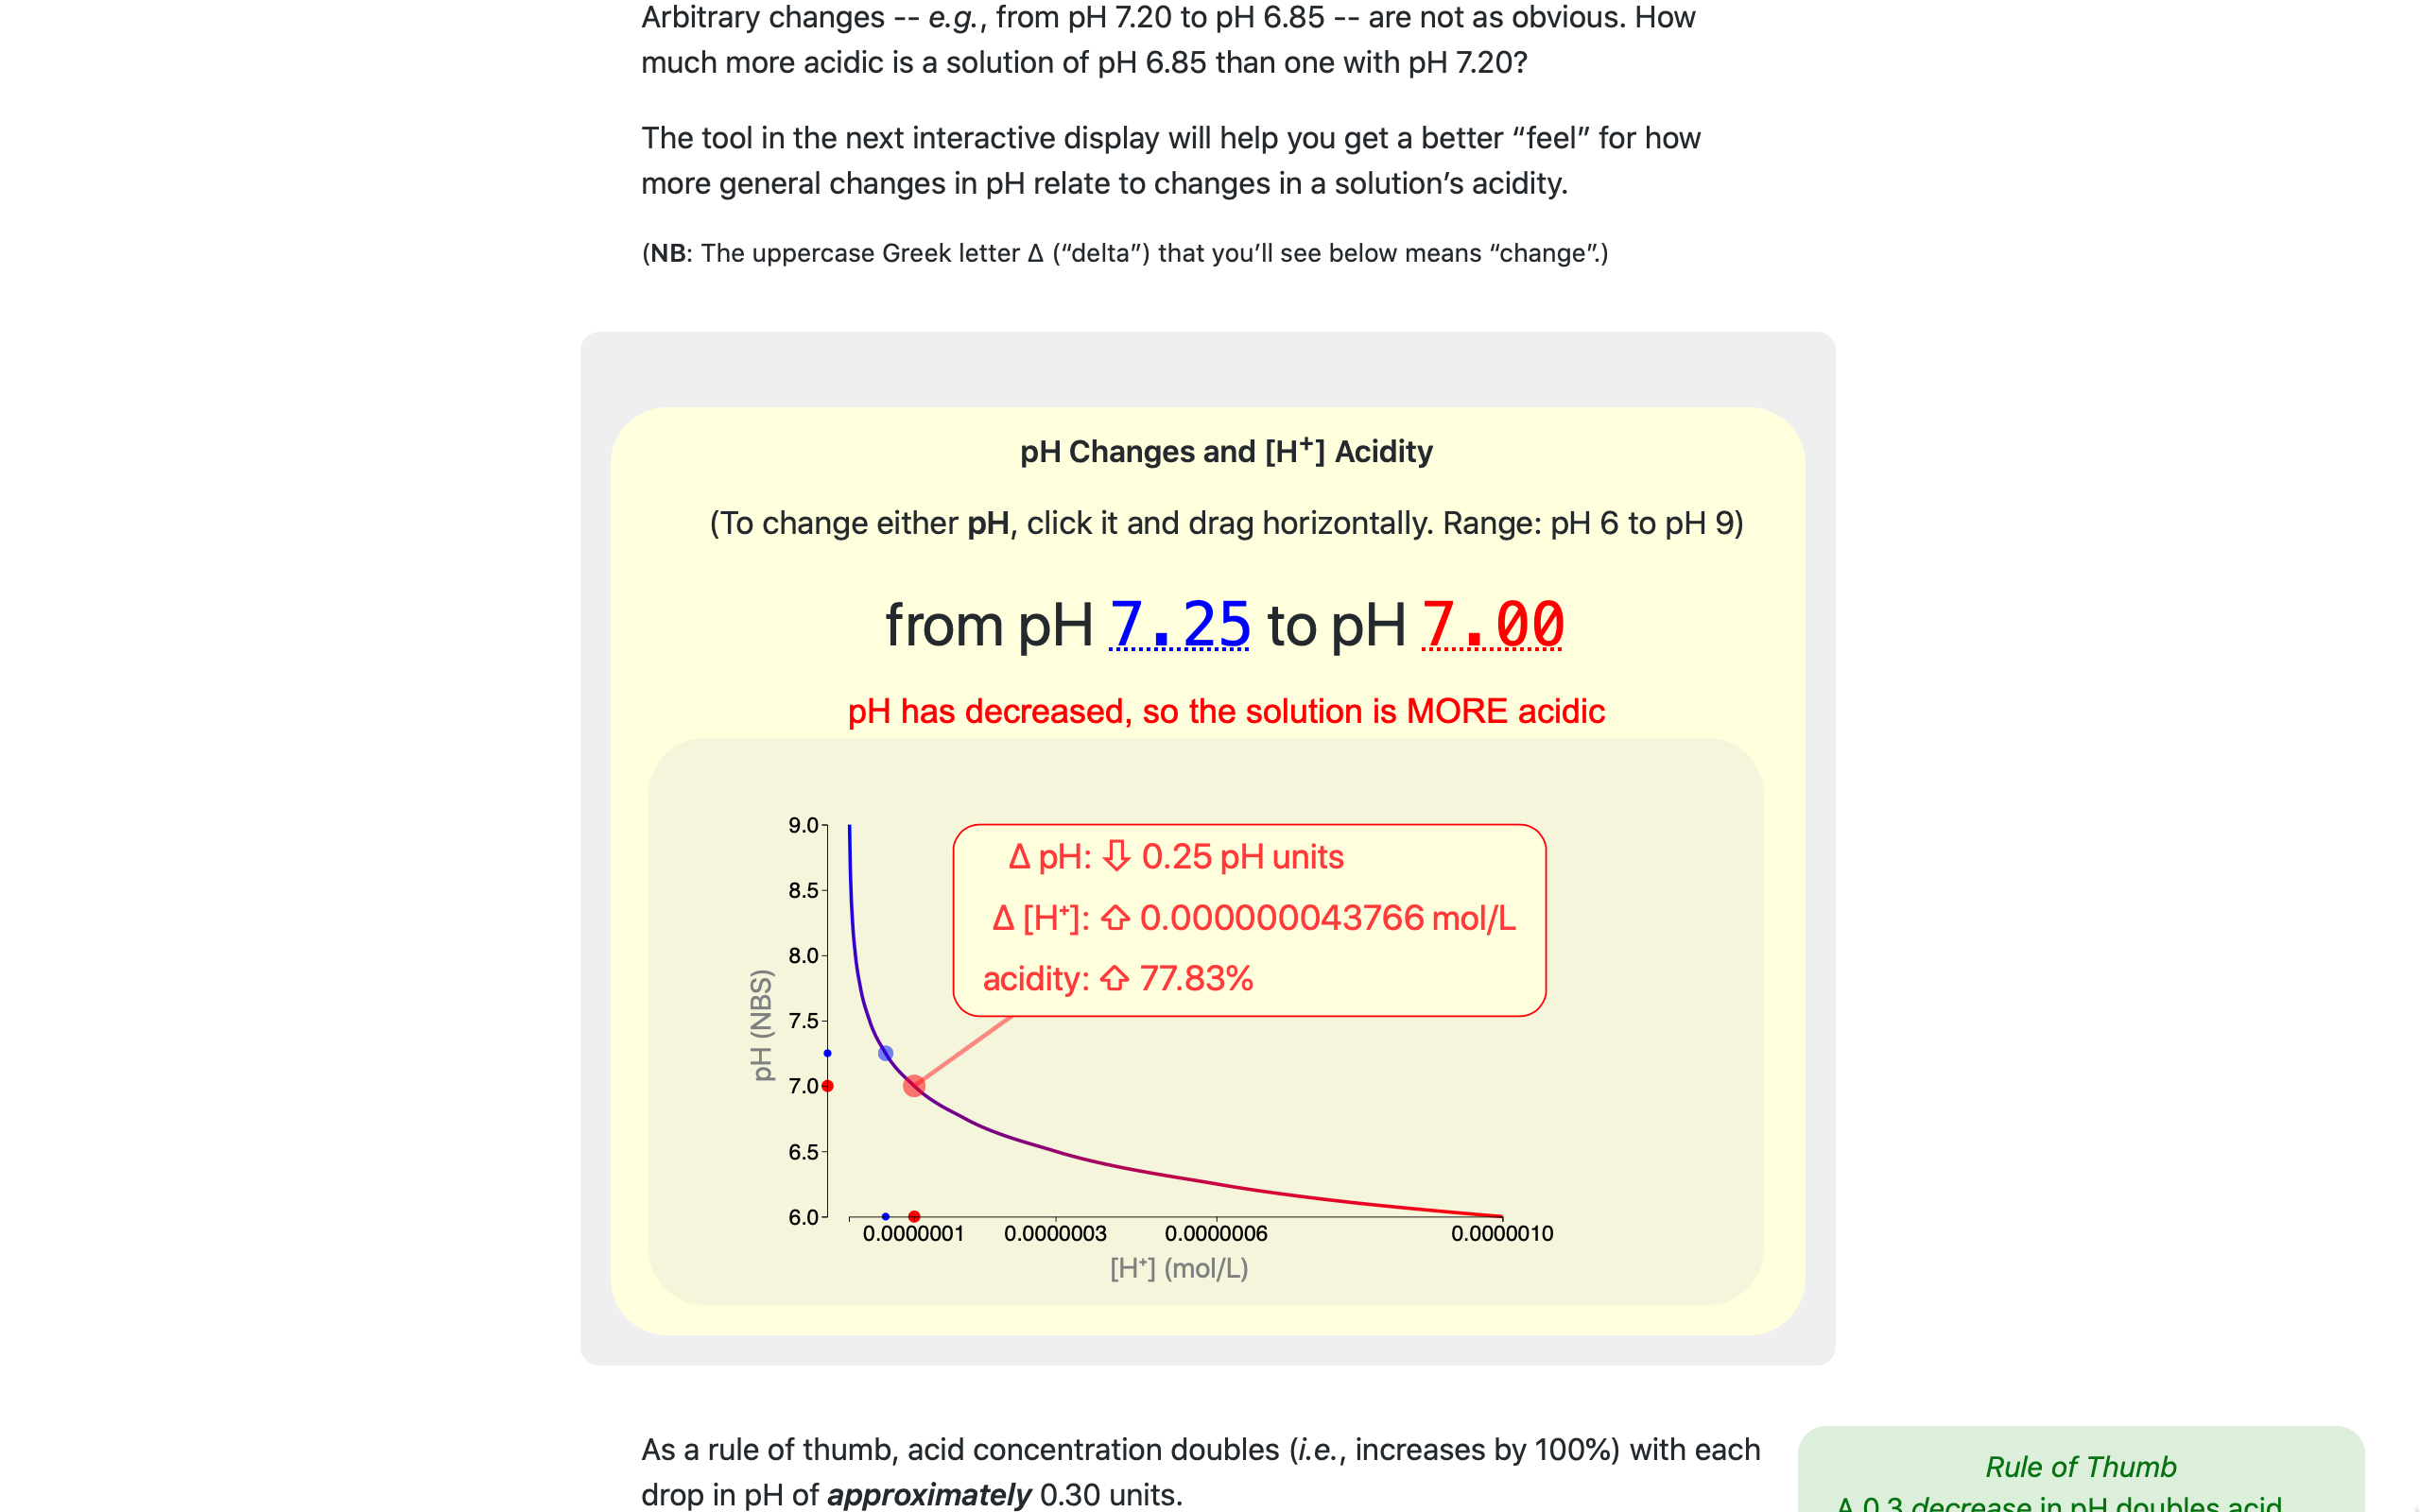 Arbitrary changes -- e.g., from pH 7.20 to pH 6.85 -- are not as obvious. How
much more acidic is a solution of pH 6.85 than one with pH 7.20?
The tool in the next interactive display will help you get a better “feel” for how
more general changes in pH relate to changes in a solution’s acidity.
(NB: The uppercase Greek letter Δ (“delta”) that you’ll see below means “change”.)
pH Changes and [H⁺] Acidity
(To change either pH, click it and drag horizontally. Range: pH 6 to pH 9)
from pH 7.25 to pH 7.00
pH has decreased, so the solution is MORE acidic
Δ pH: ⇩ 0.25 pH units
Δ [H⁺]: ⇧ 0.000000043766 mol/L
acidity: ⇧ 77.83%
pH (NBS)
9.0
8.5
8.0
7.5
7.0
6.5
6.0
0.0000001 0.0000003 0.0000006 0.0000010
[H⁺] (mol/L)
As a rule of thumb, acid concentration doubles (i.e., increases by 100%) with each
drop in pH of approximately 0.30 units.
Rule of Thumb
A 0.3 decrease in pH doubles acid